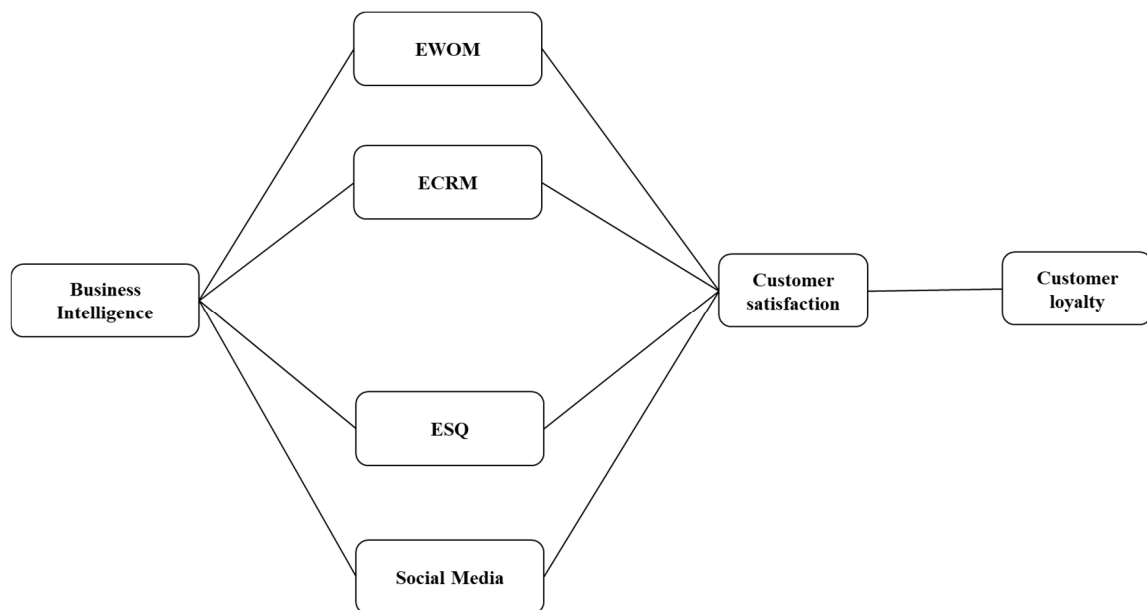 EWOM
ECRM
Business
Intelligence
Customer
satisfaction
Customer
loyalty
ESQ
Social Media